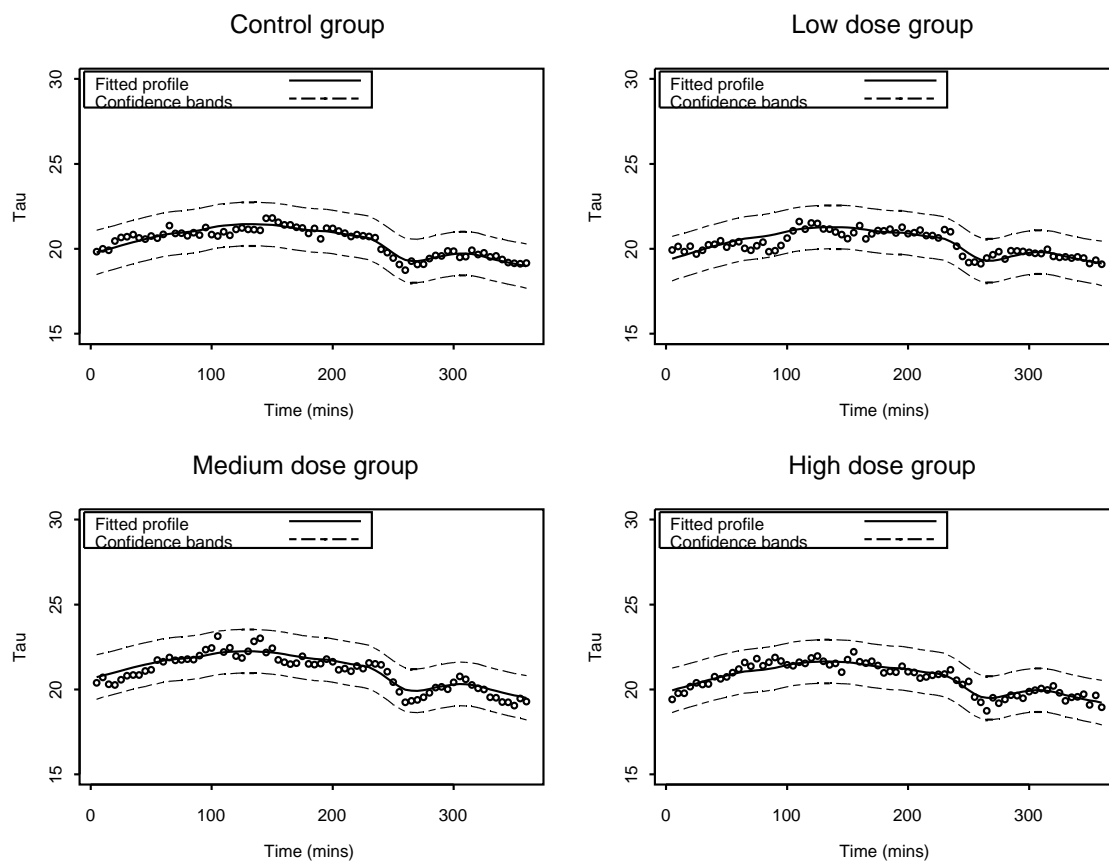 Control group
Fitted profile
Confidence bands
Tau
30
25
20
15
0 100 200 300
Time (mins)
Low dose group
Fitted profile
Confidence bands
Tau
30
25
20
15
0 100 200 300
Time (mins)
Medium dose group
Fitted profile
Confidence bands
Tau
30
25
20
15
0 100 200 300
Time (mins)
High dose group
Fitted profile
Confidence bands
Tau
30
25
20
15
0 100 200 300
Time (mins)